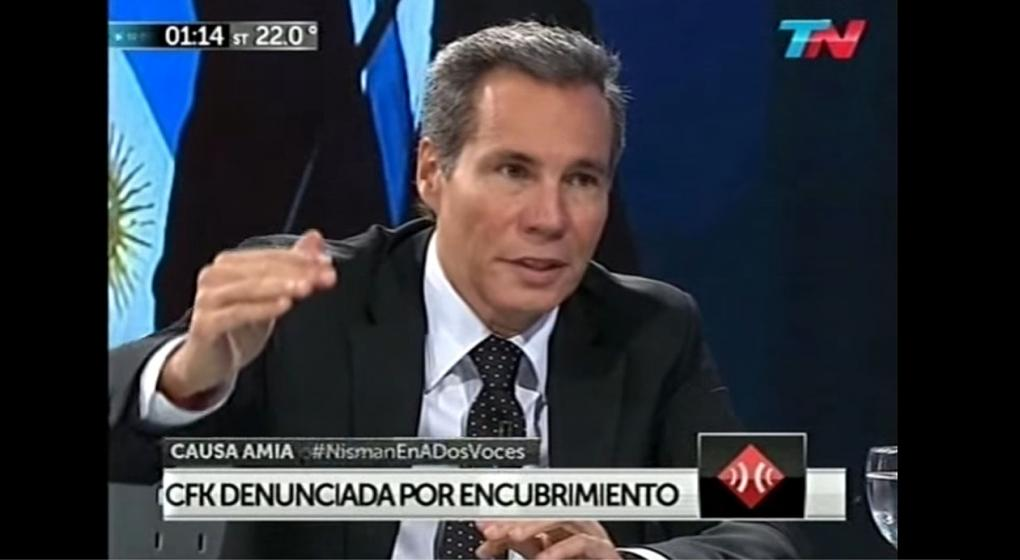 01:14 ST 22.0°
TN
CAUSA AMIA #NismanEnADosVoces
CFK DENUNCIADA POR ENCUBRIMIENTO